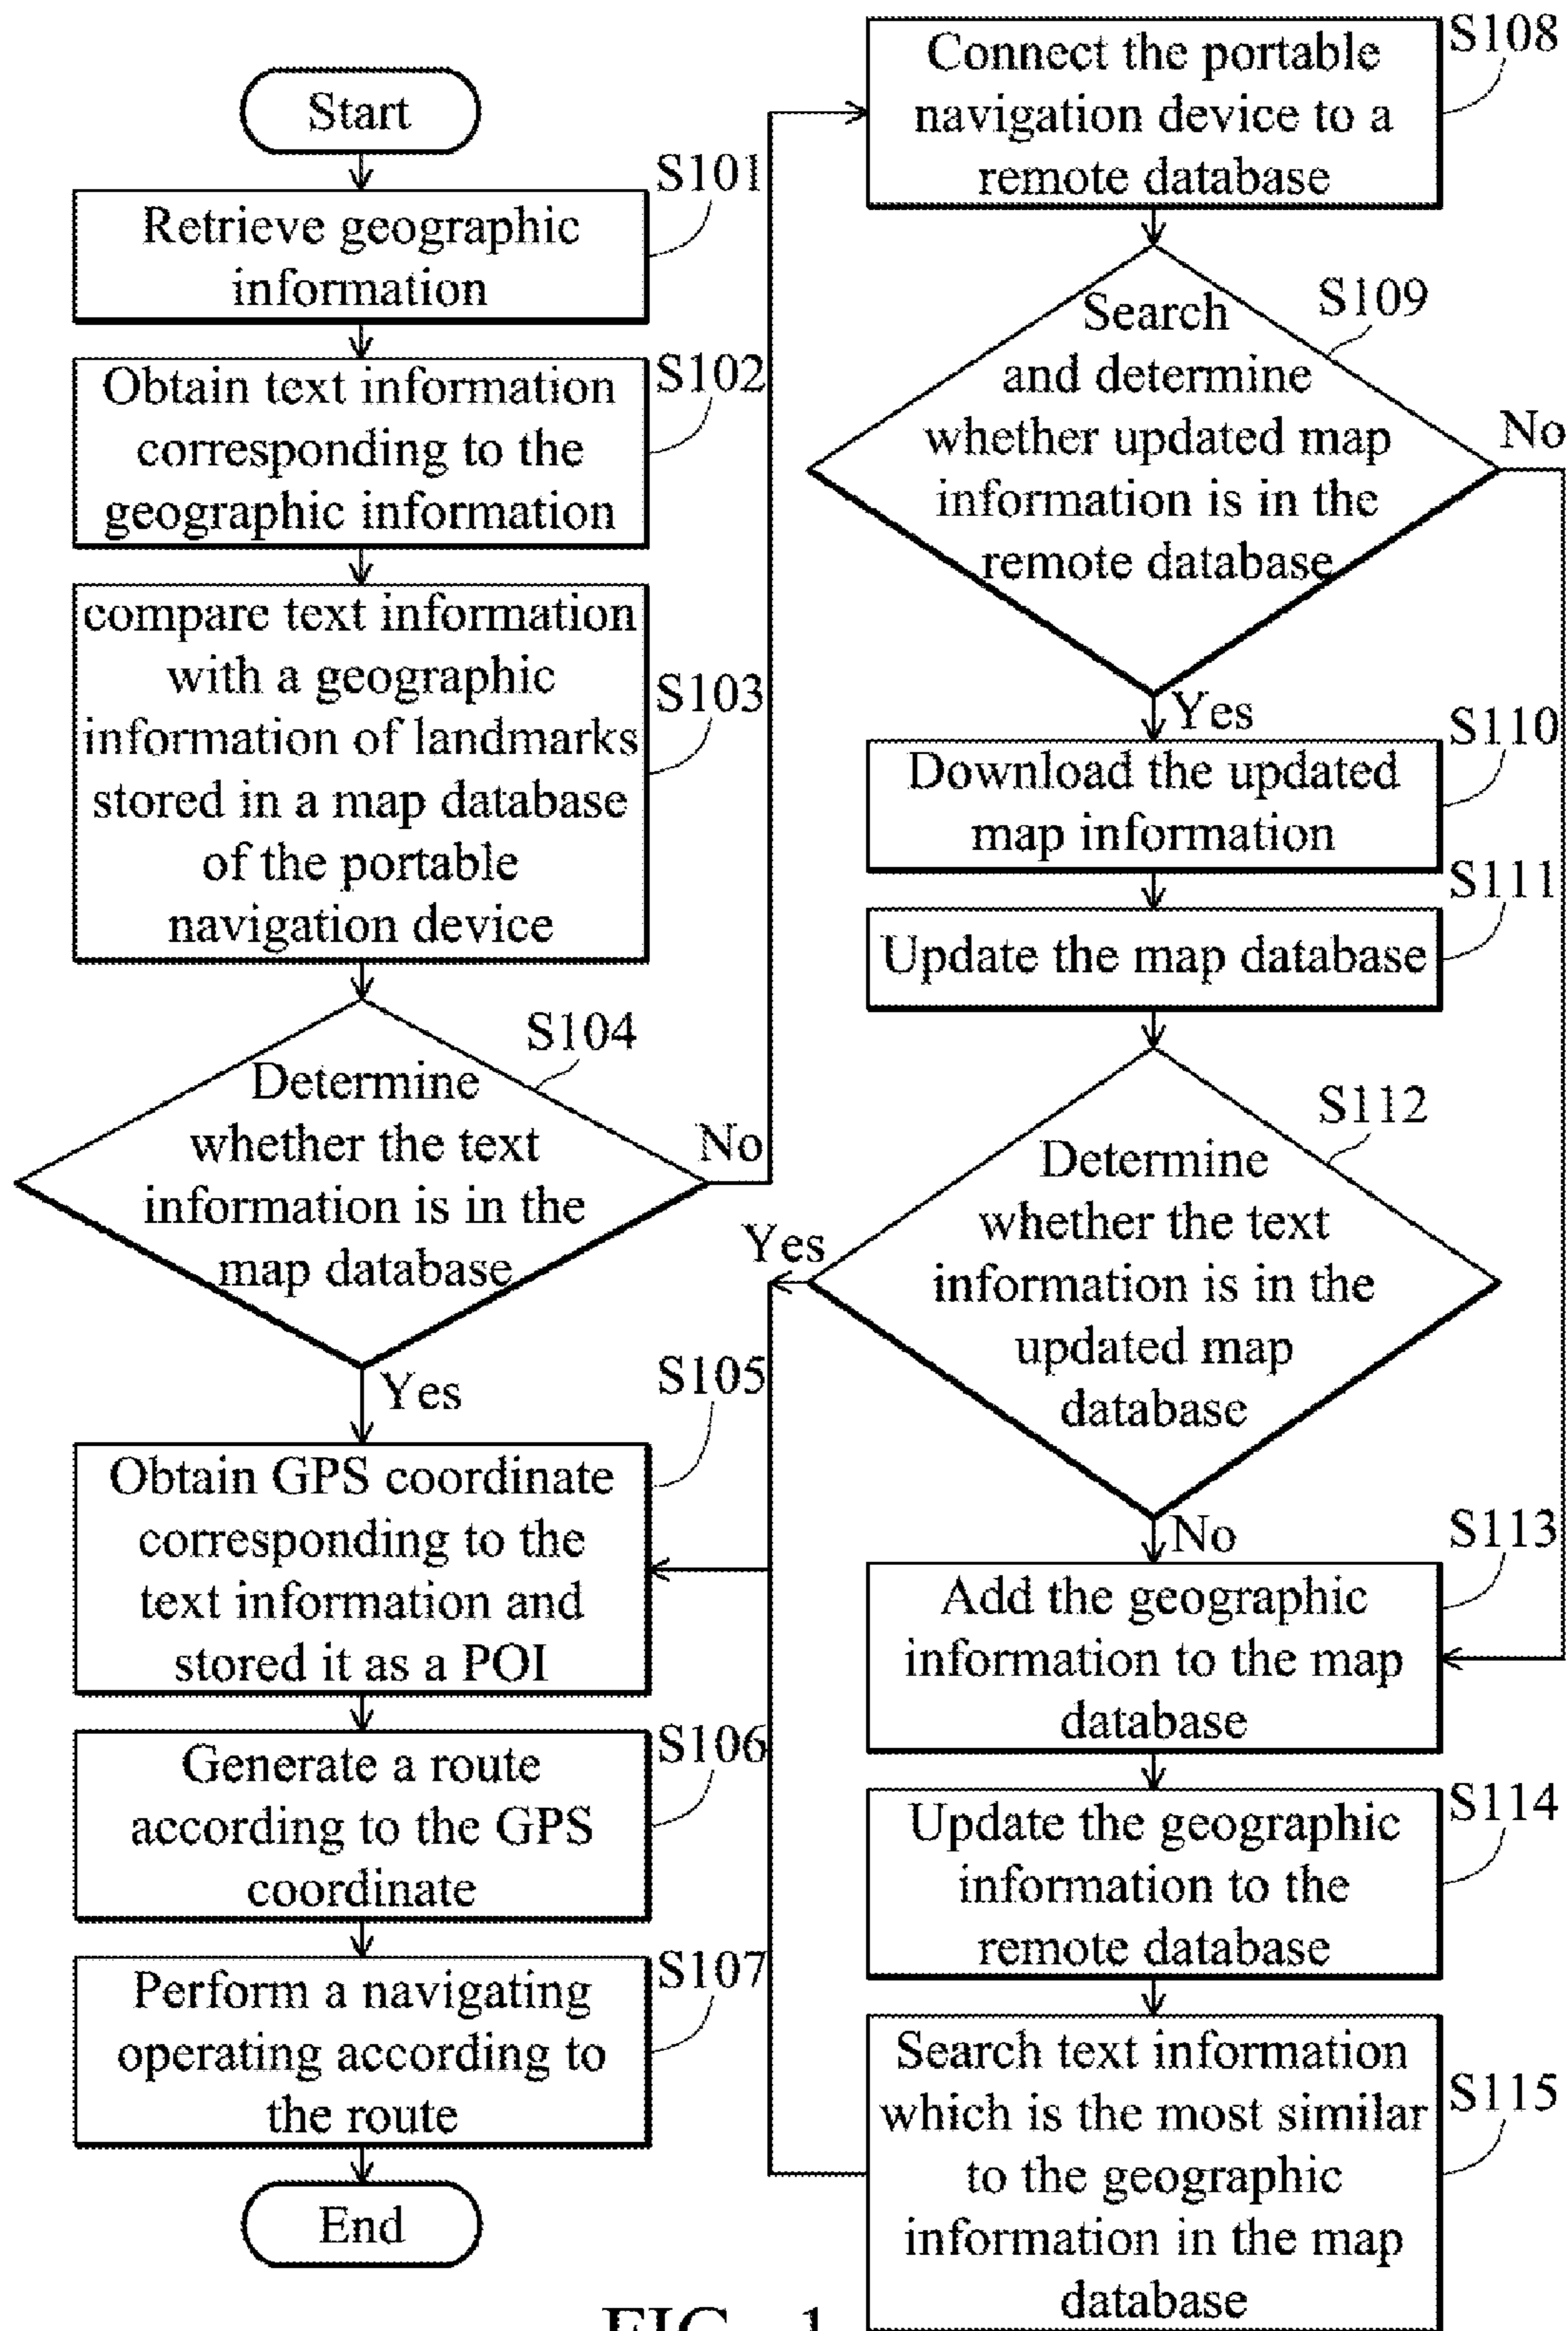 Start
S101
Retrieve geographic
information
S102
Obtain text information
corresponding to the
geographic information
S103
compare text information
with a geographic
information of landmarks
stored in a map database
of the portable
navigation device
S104
Determine
whether the text
information is in the
map database
No
Yes
S105
Obtain GPS coordinate
corresponding to the
text information and
stored it as a POI
S106
Generate a route
according to the GPS
coordinate
S107
Perform a navigating
operating according to
the route
End
S108
Connect the portable
navigation device to a
remote database
S109
Search
and determine
whether updated map
information is in the
remote database
No
Yes
S110
Download the updated
map information
S111
Update the map database
S112
Determine
whether the text
information is in the
updated map
database
Yes
No
S113
Add the geographic
information to the map
database
S114
Update the geographic
information to the
remote database
S115
Search text information
which is the most similar
to the geographic
information in the map
database
FIG. 1